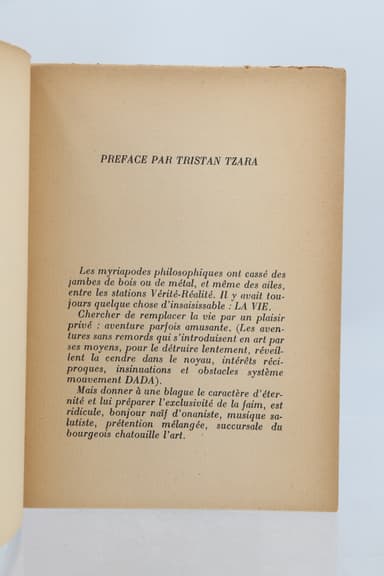 PREFACE PAR TRISTAN TZARA
Les myriapodes philosophiques ont cassé des
jambes de bois ou de métal, et même des ailes,
entre les stations Vérité-Réalité. Il y avait tou-
jours quelque chose d'insaisissable : LA VIE.
Chercher de remplacer la vie par un plaisir
privé : aventure parfois amusante. (Les aven-
tures sans remords qui s'introduisent en art par
ses moyens, pour le détruire lentement, réveil-
lent la cendre dans le noyau, intérêts réci-
proques, insinuations et obstacles système
mouvement DADA).
Mais donner à une blague le caractère d'éter-
nité et lui préparer l'exclusivité de la faim, est
ridicule, bonjour naïf d'onaniste, musique sa-
lutiste, prétention mélangée, succursale du
bourgeois chatouille l'art.